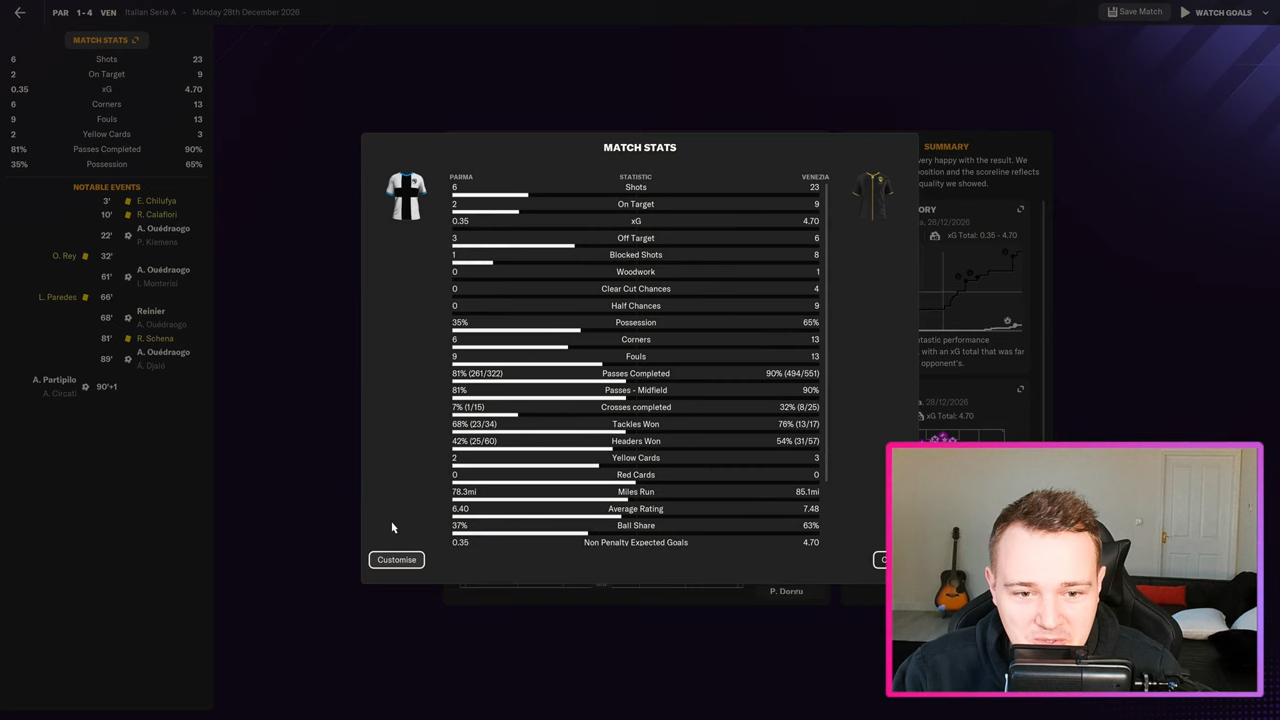 PAR 1 - 4 VEN Italian Serie A - Monday 28th December 2026
Save Match
WATCH GOALS
MATCH STATS
6 Shots 23
2 On Target 9
0.35 xG 4.70
6 Corners 13
9 Fouls 13
2 Yellow Cards 3
81% Passes Completed 90%
35% Possession 65%
NOTABLE EVENTS
3' E. Chilufya
10' R. Calafiori
22' A. Ouédraogo
P. Klemens
O. Rey 32'
61' A. Ouédraogo
I. Monterisi
L. Paredes 66'
68' Reinier
A. Ouédraogo
81' R. Schena
89' A. Ouédraogo
Á. Djaló
A. Partipilo 90'+1
A. Circati
MATCH STATS
PARMA STATISTIC VENEZIA
6 Shots 23
2 On Target 9
0.35 xG 4.70
3 Off Target 6
1 Blocked Shots 8
0 Woodwork 1
0 Clear Cut Chances 4
0 Half Chances 9
35% Possession 65%
6 Corners 13
9 Fouls 13
81% (261/322) Passes Completed 90% (494/551)
81% Passes - Midfield 90%
7% (1/15) Crosses completed 32% (8/25)
68% (23/34) Tackles Won 76% (13/17)
42% (25/60) Headers Won 54% (31/57)
2 Yellow Cards 3
0 Red Cards 0
78.3mi Miles Run 85.1mi
6.40 Average Rating 7.48
37% Ball Share 63%
0.35 Non Penalty Expected Goals 4.70
Customise
SUMMARY
very happy with the result. We
position and the scoreline reflects
quality we showed.
ORY
a, 28/12/2026
xG Total: 0.35 - 4.70
tastic performance
, with an xG total that was far
opponent's.
a, 28/12/2026
xG Total: 4.70